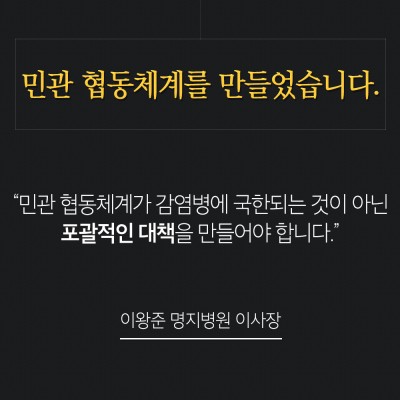 민관 협동체계를 만들었습니다.
“민관 협동체계가 감염병에 국한되는 것이 아닌
포괄적인 대책을 만들어야 합니다.”
이왕준 명지병원 이사장